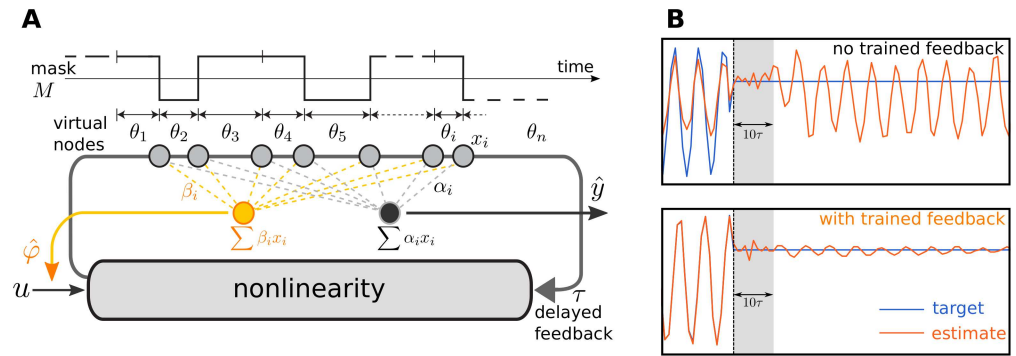 A
mask
M
time
virtual
nodes
θ₁ θ₂ θ₃ θ₄ θ₅ θᵢ xᵢ θₙ
βᵢ
αᵢ
ŷ
∑ βᵢxᵢ
∑ αᵢxᵢ
φ̂
u
nonlinearity
τ
delayed
feedback
B
no trained feedback
10τ
with trained feedback
10τ
target
estimate